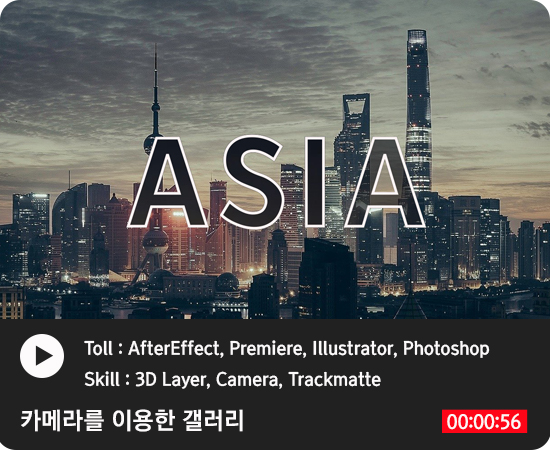 ASIA
Toll : AfterEffect, Premiere, Illustrator, Photoshop
Skill : 3D Layer, Camera, Trackmatte
카메라를 이용한 갤러리
00:00:56